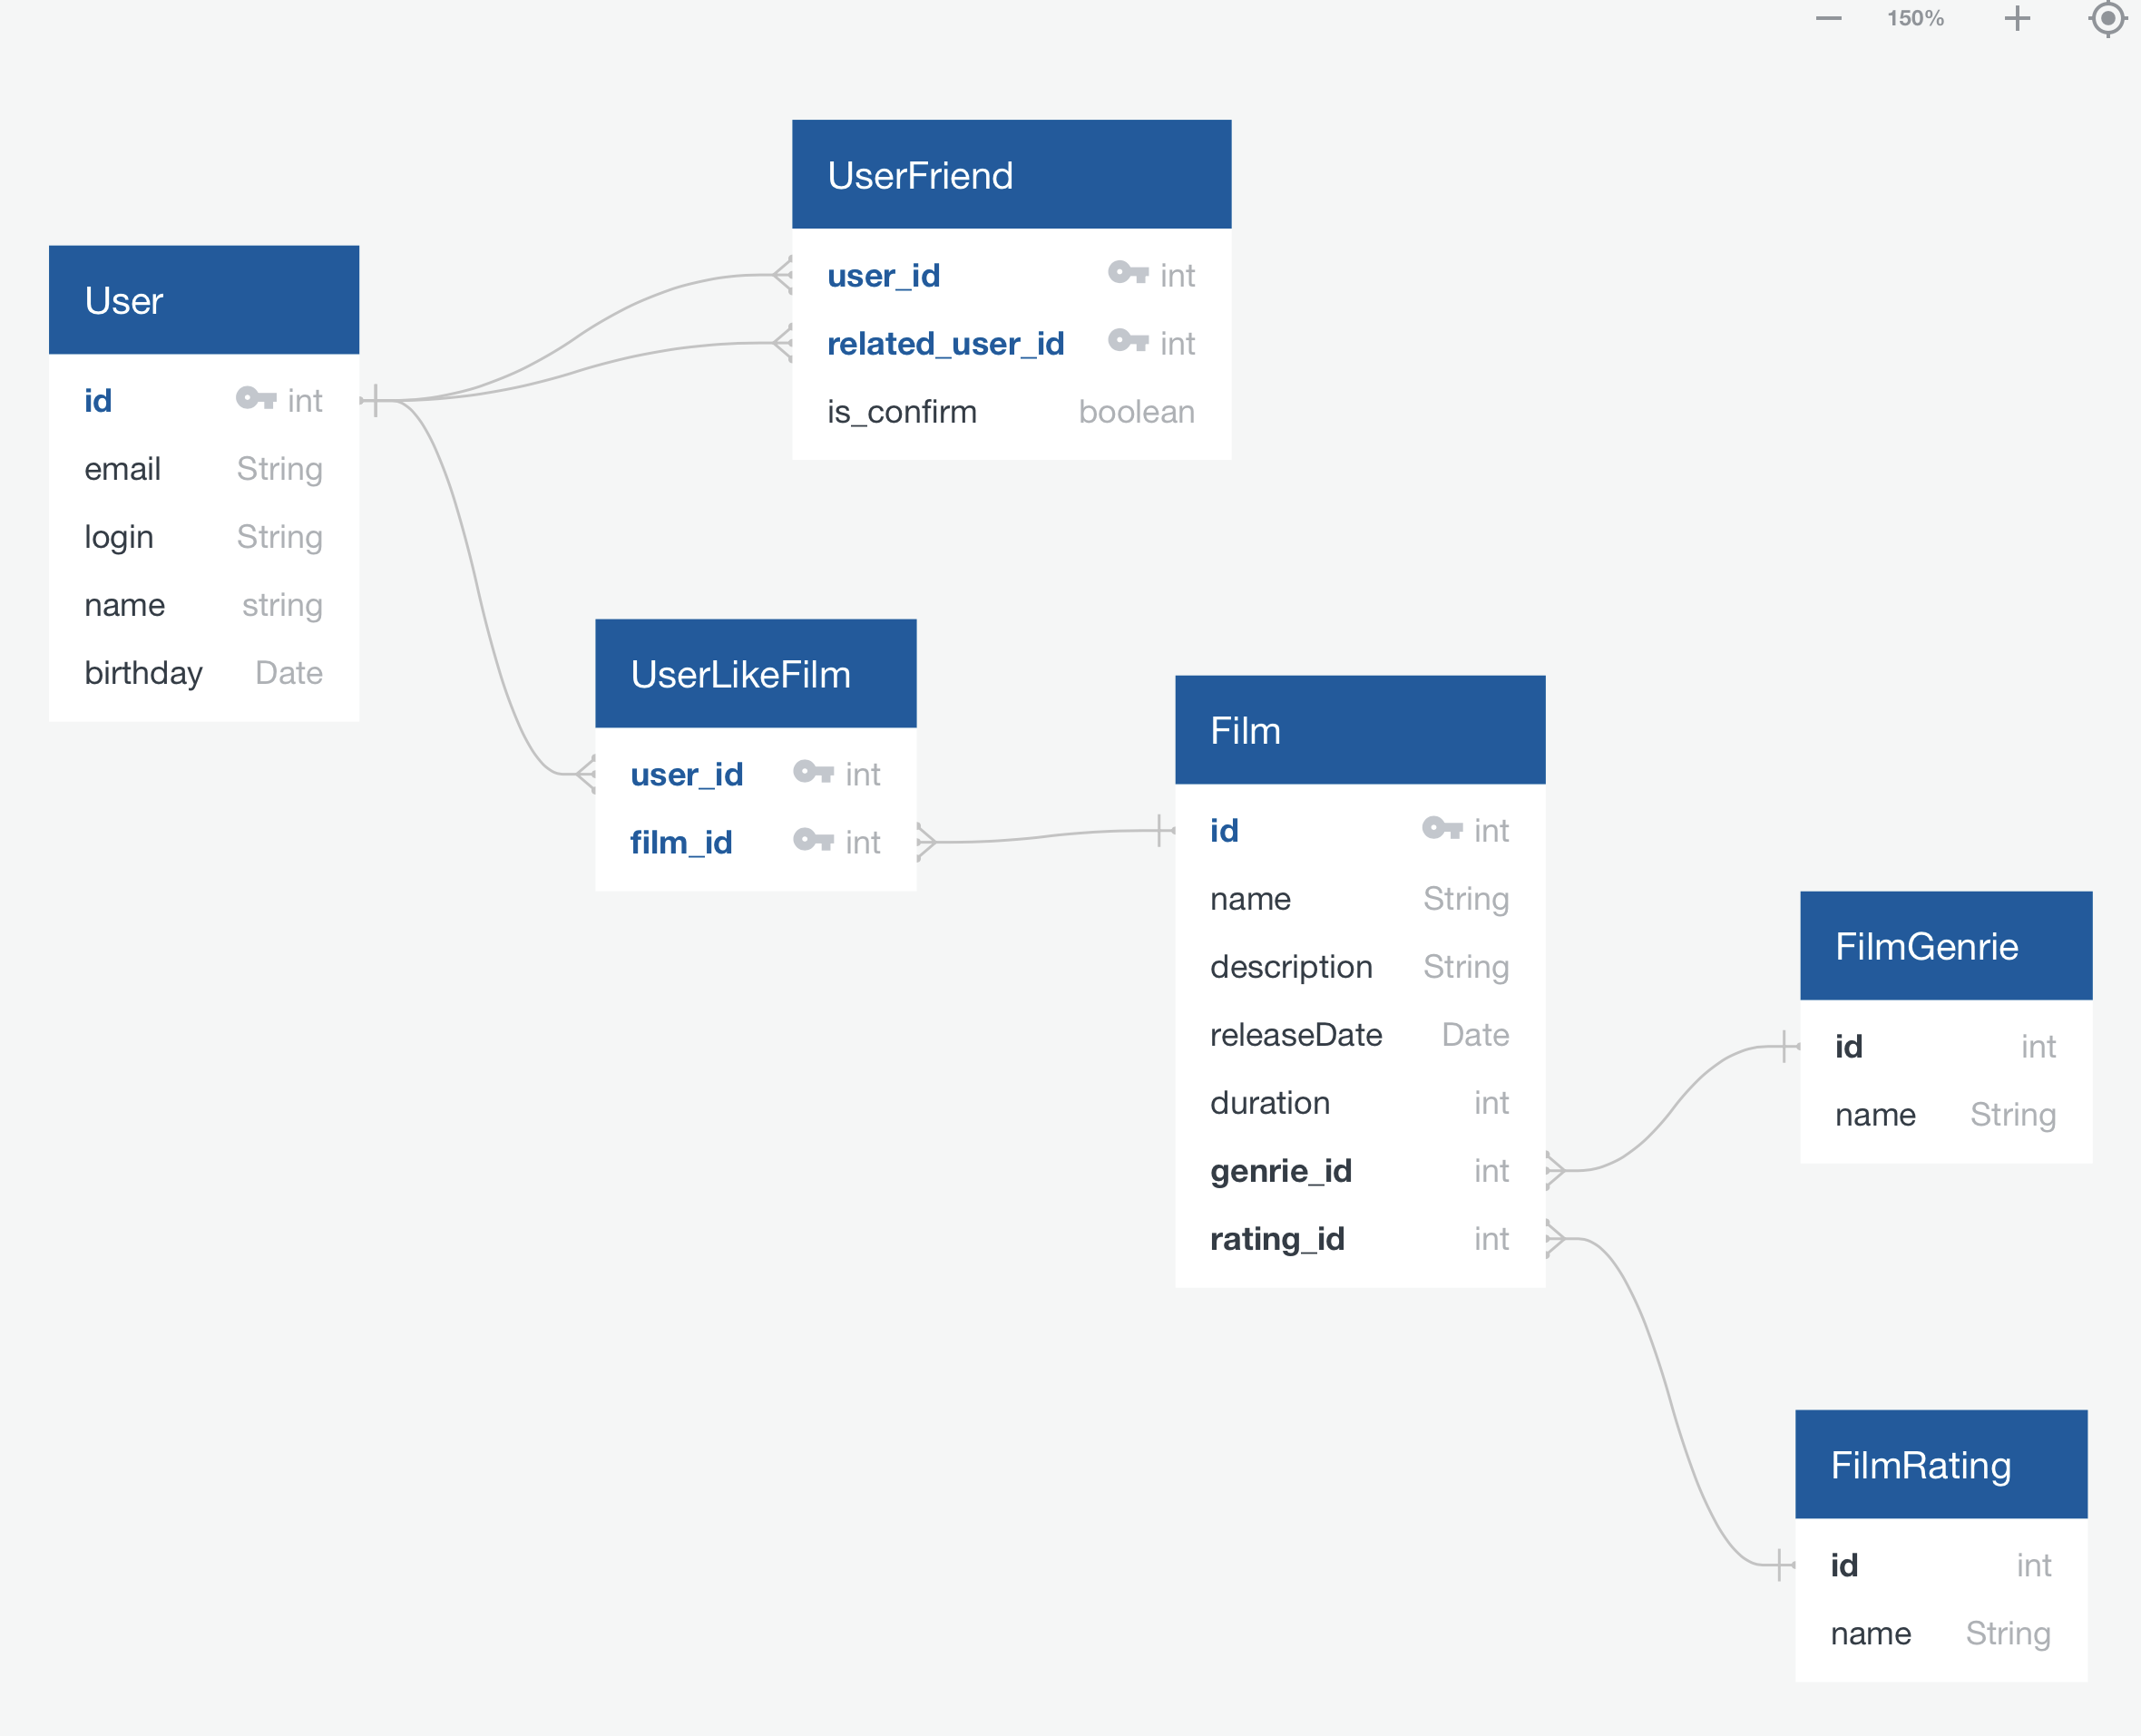 150%
UserFriend
user_id int
related_user_id int
is_confirm boolean
User
id int
email String
login String
name string
birthday Date
UserLikeFilm
user_id int
film_id int
Film
id int
name String
description String
releaseDate Date
duration int
genrie_id int
rating_id int
FilmGenrie
id int
name String
FilmRating
id int
name String